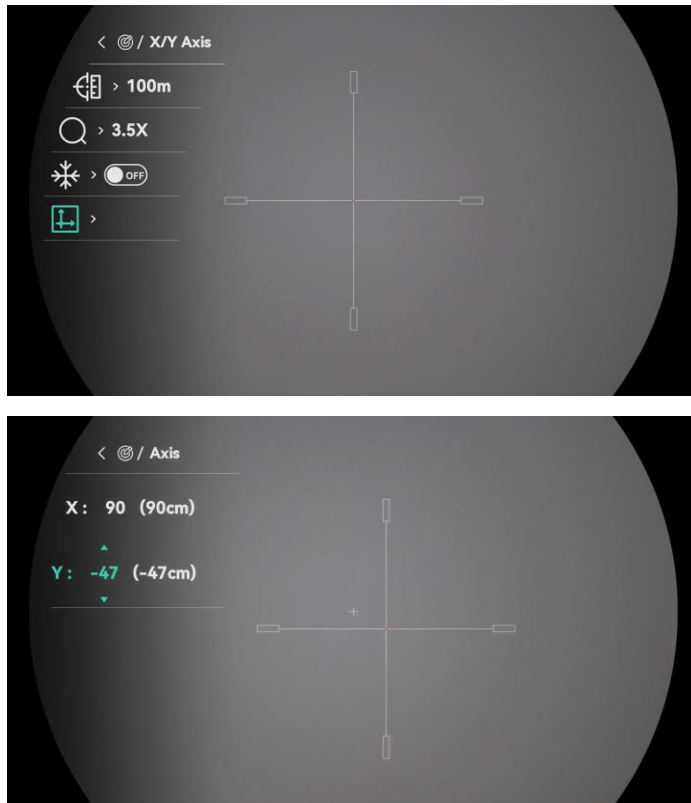 < / X/Y Axis
> 100m
> 3.5X
> OFF
>
< / Axis
X: 90 (90cm)
Y: -47 (-47cm)